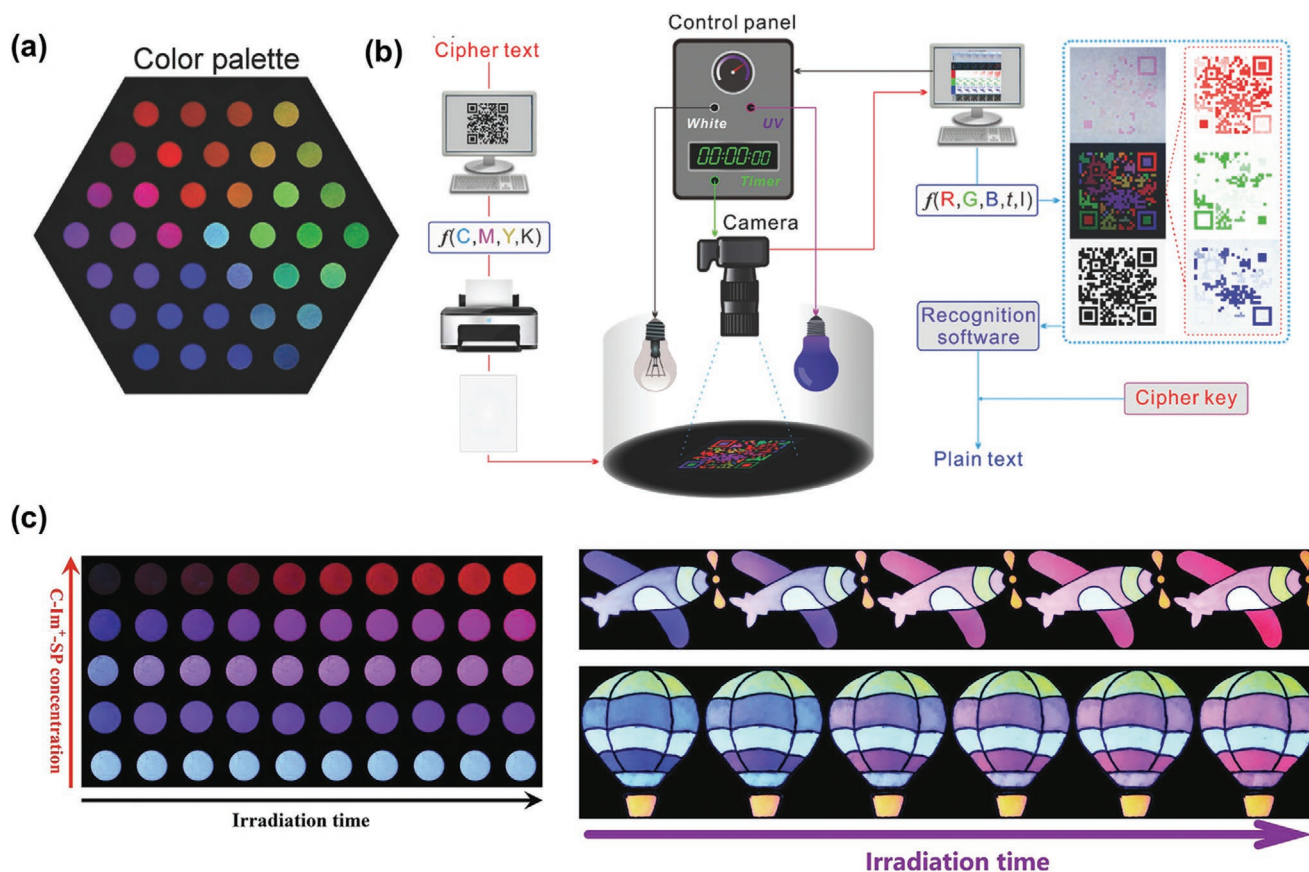 (a)
Color palette
(b)
Cipher text
f(C,M,Y,K)
Control panel
White
UV
00:00:00
Timer
Camera
f(R,G,B,t,I)
Recognition
software
Cipher key
Plain text
(c)
C-Im⁺-SP concentration
Irradiation time
Irradiation time